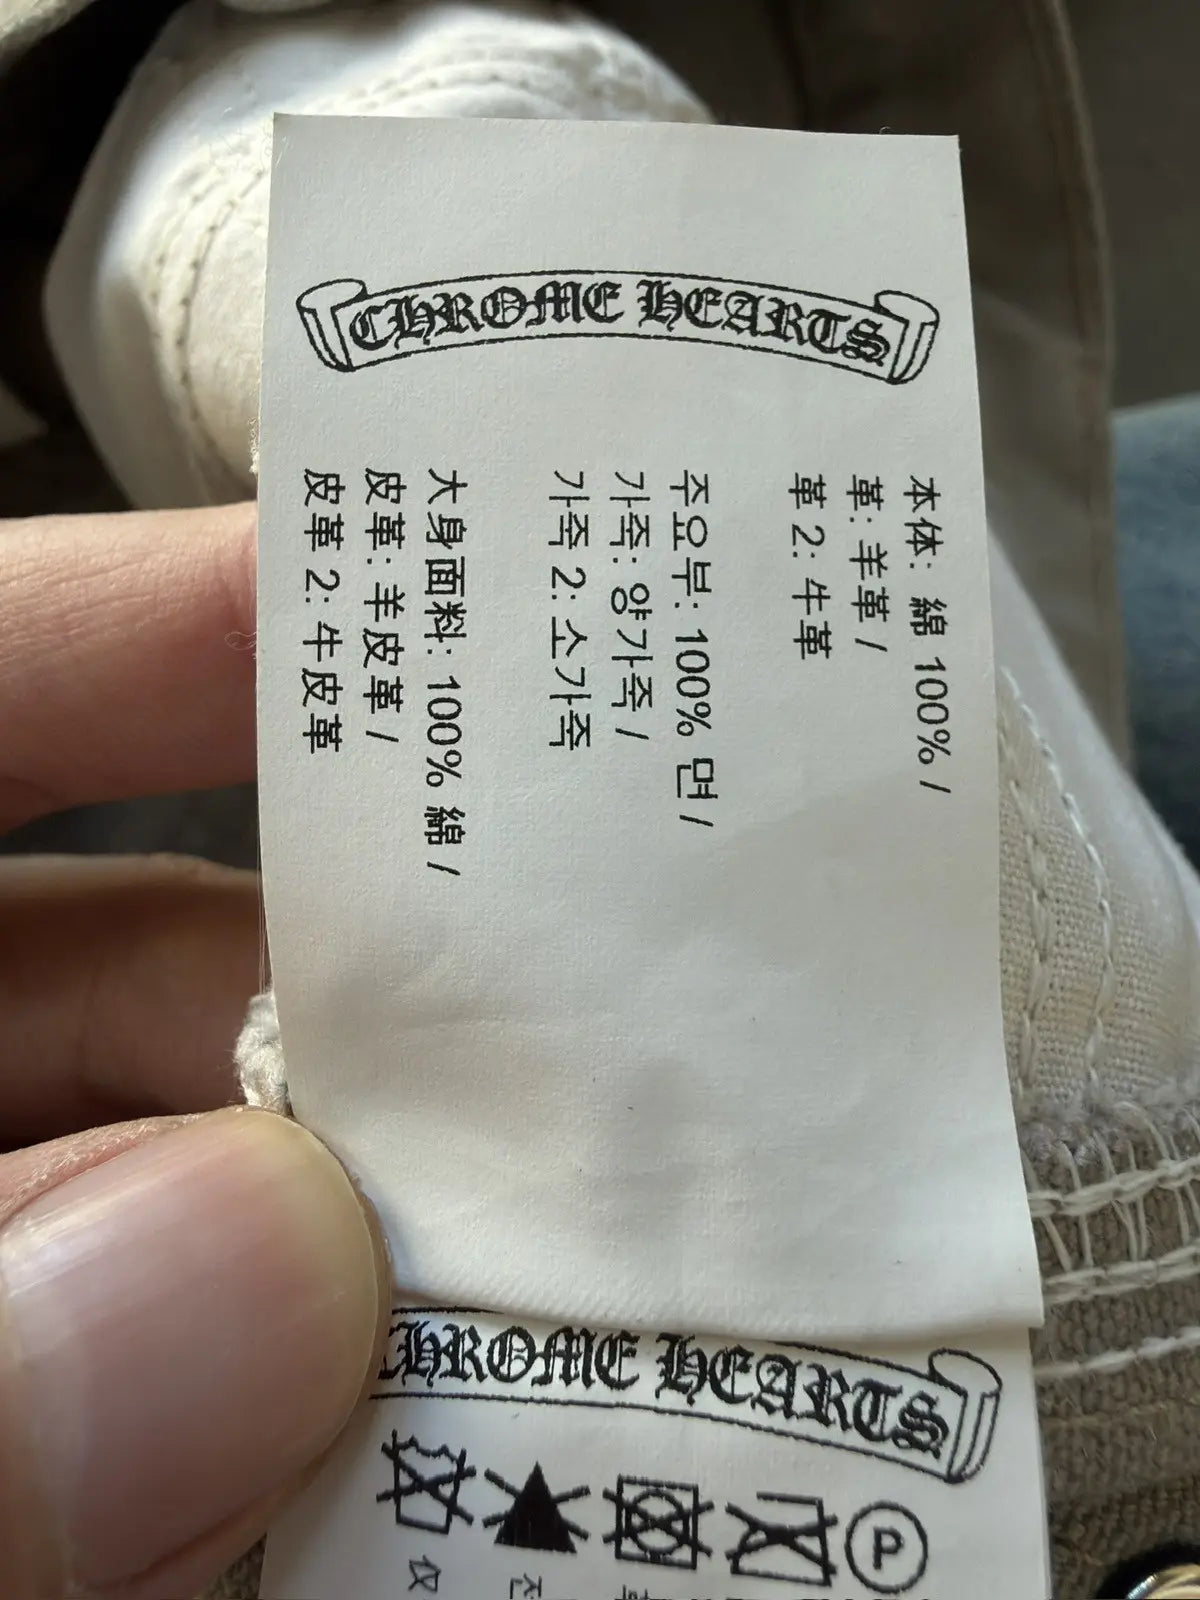 CHROME HEARTS
本体: 綿 100% /
革: 羊革 /
革 2: 牛革
주요부: 100% 면 /
가죽: 양가죽 /
가죽 2: 소가죽
大身面料: 100% 綿 /
皮革: 羊皮革 /
皮革 2: 牛皮革
CHROME HEARTS
P
仅